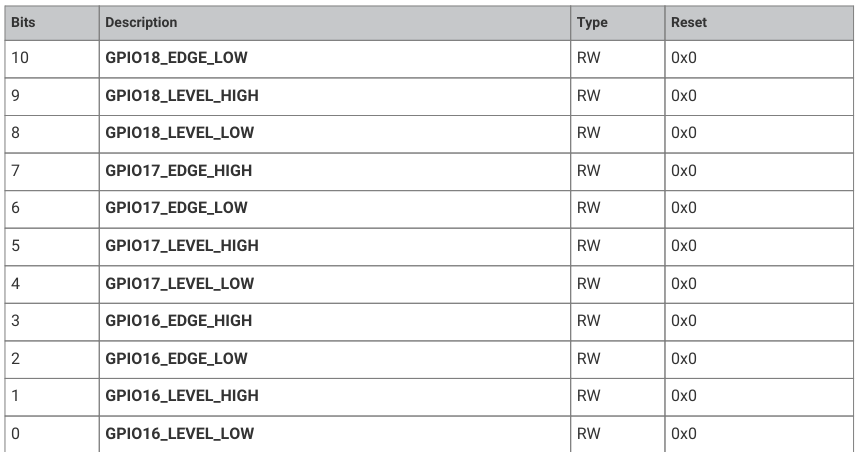 Bits Description Type Reset
10 GPIO18_EDGE_LOW RW 0x0
9 GPIO18_LEVEL_HIGH RW 0x0
8 GPIO18_LEVEL_LOW RW 0x0
7 GPIO17_EDGE_HIGH RW 0x0
6 GPIO17_EDGE_LOW RW 0x0
5 GPIO17_LEVEL_HIGH RW 0x0
4 GPIO17_LEVEL_LOW RW 0x0
3 GPIO16_EDGE_HIGH RW 0x0
2 GPIO16_EDGE_LOW RW 0x0
1 GPIO16_LEVEL_HIGH RW 0x0
0 GPIO16_LEVEL_LOW RW 0x0